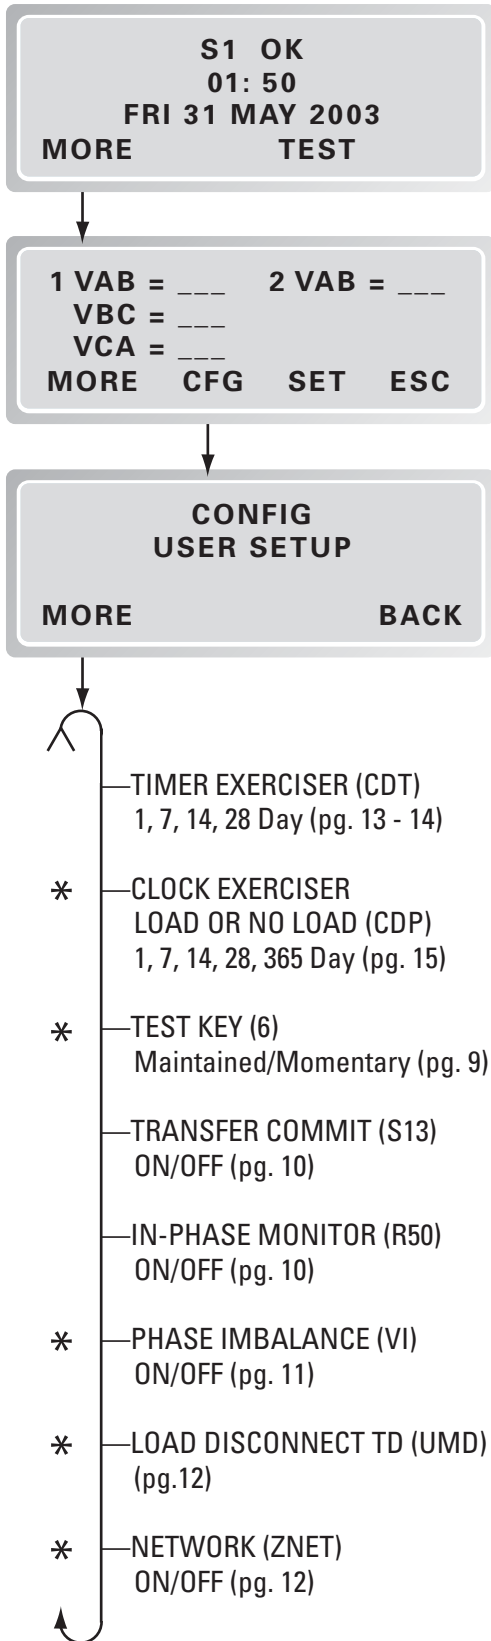 S1 OK
01: 50
FRI 31 MAY 2003
MORE TEST
1 VAB = ___ 2 VAB = ___
VBC = ___
VCA = ___
MORE CFG SET ESC
CONFIG
USER SETUP
MORE BACK
TIMER EXERCISER (CDT)
1, 7, 14, 28 Day (pg. 13 - 14)
* CLOCK EXERCISER
LOAD OR NO LOAD (CDP)
1, 7, 14, 28, 365 Day (pg. 15)
* TEST KEY (6)
Maintained/Momentary (pg. 9)
TRANSFER COMMIT (S13)
ON/OFF (pg. 10)
IN-PHASE MONITOR (R50)
ON/OFF (pg. 10)
* PHASE IMBALANCE (VI)
ON/OFF (pg. 11)
* LOAD DISCONNECT TD (UMD)
(pg.12)
* NETWORK (ZNET)
ON/OFF (pg. 12)